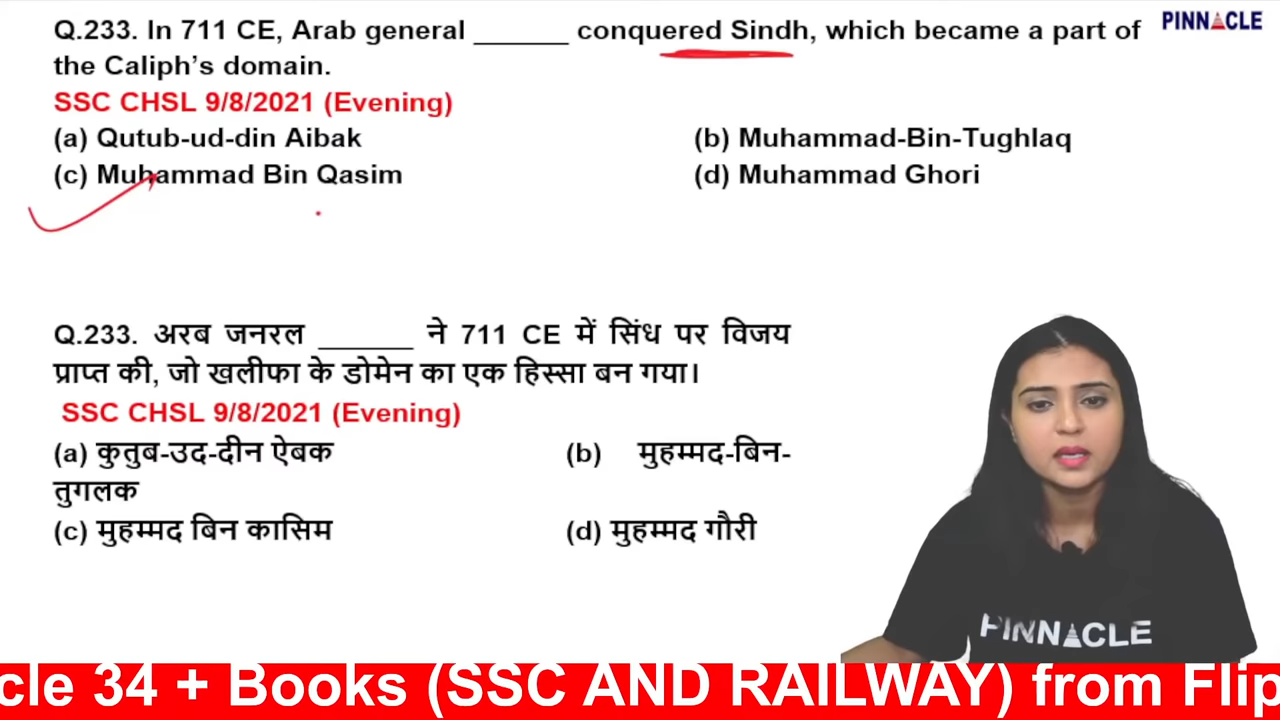 Q.233. In 711 CE, Arab general ______ conquered Sindh, which became a part of
the Caliph's domain.
SSC CHSL 9/8/2021 (Evening)
(a) Qutub-ud-din Aibak (b) Muhammad-Bin-Tughlaq
(c) Muhammad Bin Qasim (d) Muhammad Ghori
PINNACLE
Q.233. अरब जनरल ______ ने 711 CE में सिंध पर विजय
प्राप्त की, जो खलीफा के डोमेन का एक हिस्सा बन गया।
SSC CHSL 9/8/2021 (Evening)
(a) कुतुब-उद-दीन ऐबक (b) मुहम्मद-बिन-
तुगलक
(c) मुहम्मद बिन कासिम (d) मुहम्मद गौरी
PINNACLE
cle 34 + Books (SSC AND RAILWAY) from Flip